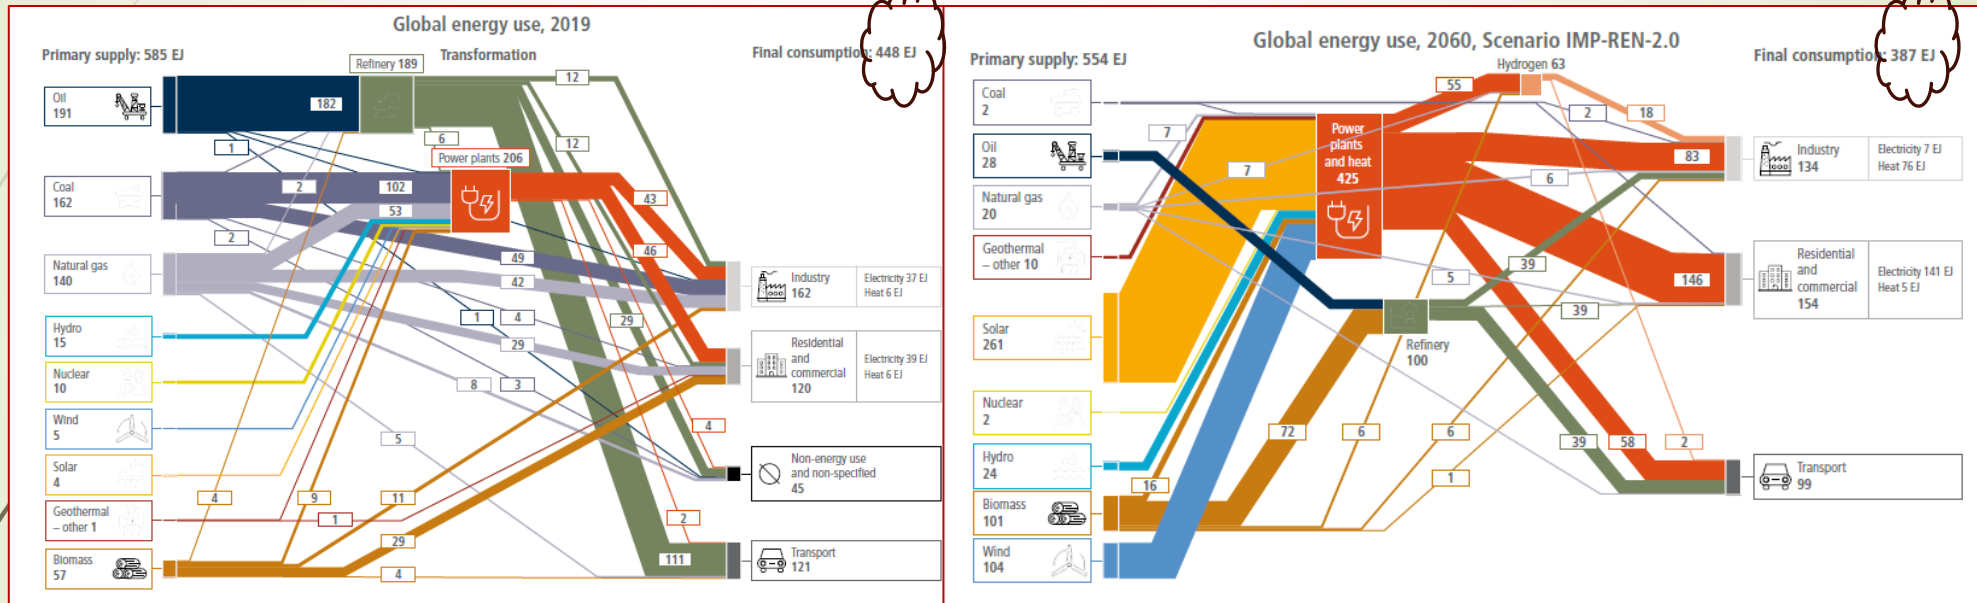 Global energy use, 2019
Primary supply: 585 EJ
Transformation
Final consumption: 448 EJ
Refinery 189
Oil
191
182
12
1
6
12
Power plants 206
Coal
162
2
102
53
43
2
46
49
Natural gas
140
42
1
4
29
29
Hydro
15
Nuclear
10
8
3
Wind
5
5
4
Solar
4
4
9
11
Geothermal
– other 1
1
2
29
Biomass
57
4
111
Industry
162
Electricity 37 EJ
Heat 6 EJ
Residential
and
commercial
120
Electricity 39 EJ
Heat 6 EJ
Non-energy use
and non-specified
45
Transport
121
Global energy use, 2060, Scenario IMP-REN-2.0
Primary supply: 554 EJ
Final consumption: 387 EJ
Hydrogen 63
Coal
2
55
2
18
7
Oil
28
Power
plants
and heat
425
83
7
6
Natural gas
20
Geothermal
– other 10
39
5
146
39
Solar
261
Refinery
100
Nuclear
2
72
6
6
39
58
2
Hydro
24
16
1
Biomass
101
Wind
104
Industry
134
Electricity 7 EJ
Heat 76 EJ
Residential
and
commercial
154
Electricity 141 EJ
Heat 5 EJ
Transport
99